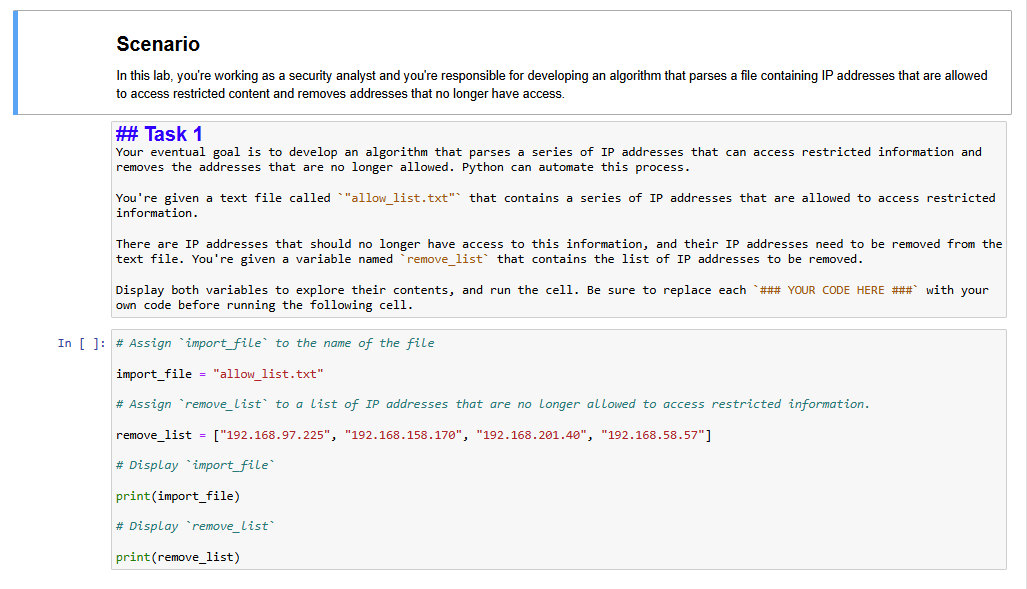 Scenario
In this lab, you're working as a security analyst and you're responsible for developing an algorithm that parses a file containing IP addresses that are allowed
to access restricted content and removes addresses that no longer have access.
## Task 1
Your eventual goal is to develop an algorithm that parses a series of IP addresses that can access restricted information and
removes the addresses that are no longer allowed. Python can automate this process.
You're given a text file called `"allow_list.txt"` that contains a series of IP addresses that are allowed to access restricted
information.
There are IP addresses that should no longer have access to this information, and their IP addresses need to be removed from the
text file. You're given a variable named `remove_list` that contains the list of IP addresses to be removed.
Display both variables to explore their contents, and run the cell. Be sure to replace each `### YOUR CODE HERE ###` with your
own code before running the following cell.
In [ ]: # Assign `import_file` to the name of the file
import_file = "allow_list.txt"
# Assign `remove_list` to a list of IP addresses that are no longer allowed to access restricted information.
remove_list = ["192.168.97.225", "192.168.158.170", "192.168.201.40", "192.168.58.57"]
# Display `import_file`
print(import_file)
# Display `remove_list`
print(remove_list)